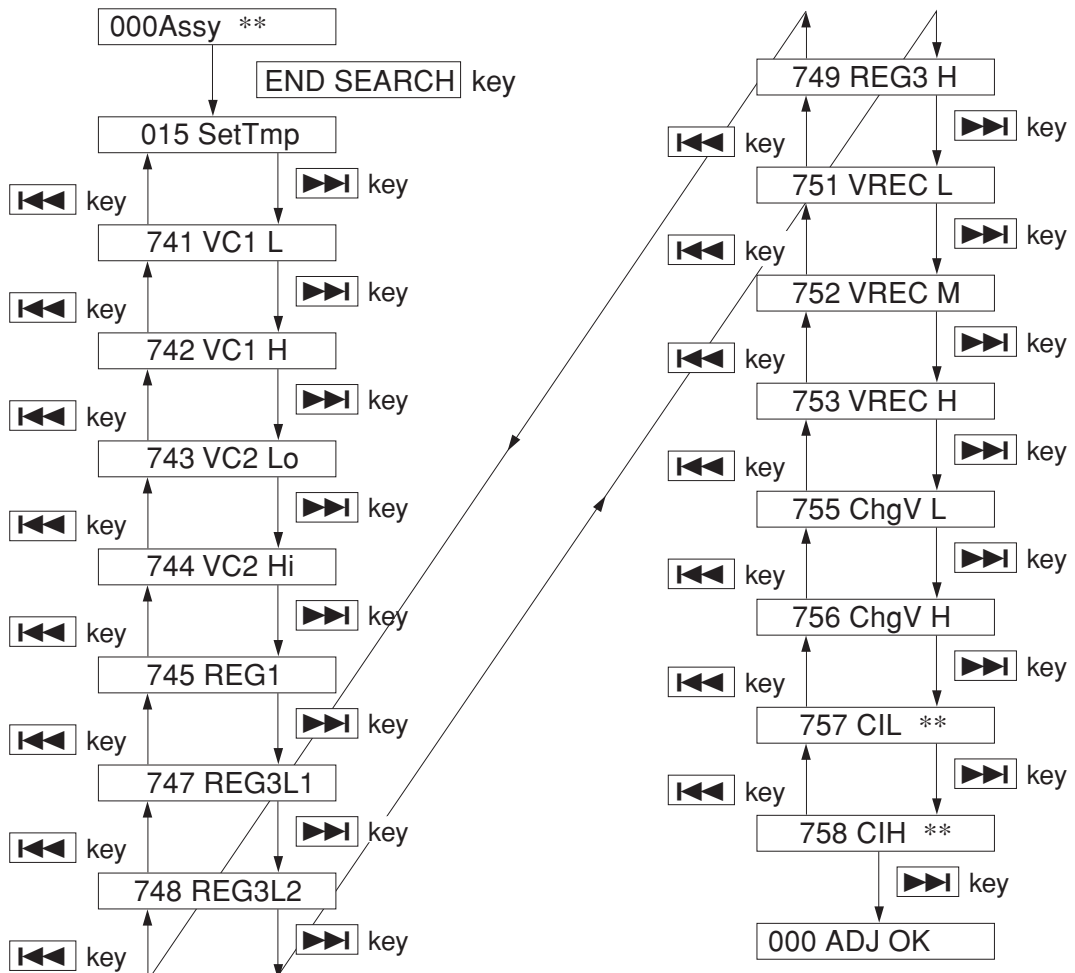 000Assy **
END SEARCH key
015 SetTmp
key
key
741 VC1 L
key
key
742 VC1 H
key
key
743 VC2 Lo
key
key
744 VC2 Hi
key
key
745 REG1
key
key
747 REG3L1
key
key
748 REG3L2
key
key
749 REG3 H
key
key
751 VREC L
key
key
752 VREC M
key
key
753 VREC H
key
key
755 ChgV L
key
key
756 ChgV H
key
key
757 CIL **
key
key
758 CIH **
key
000 ADJ OK